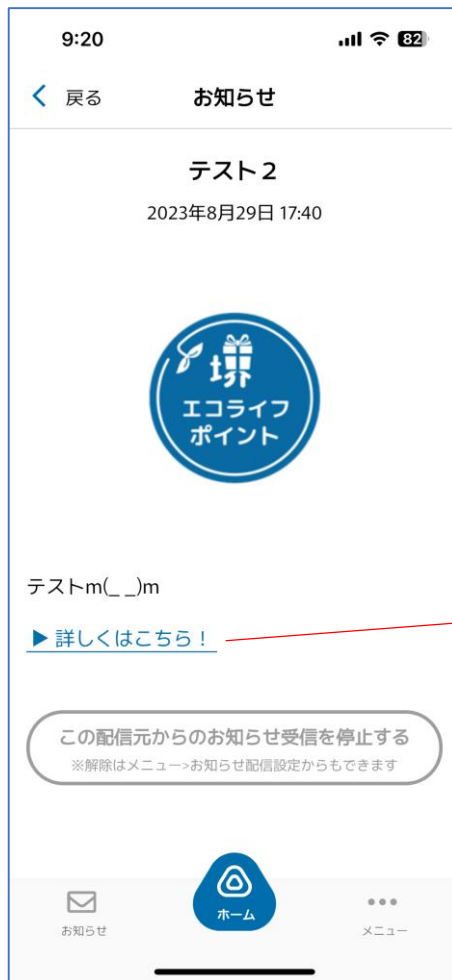 9:20
82
戻る
お知らせ
テスト2
2023年8月29日 17:40
堺
エコライフ
ポイント
テストm(_ _)m
▶ 詳しくはこちら！
この配信元からのお知らせ受信を停止する
※解除はメニュー>お知らせ配信設定からもできます
お知らせ
ホーム
メニュー